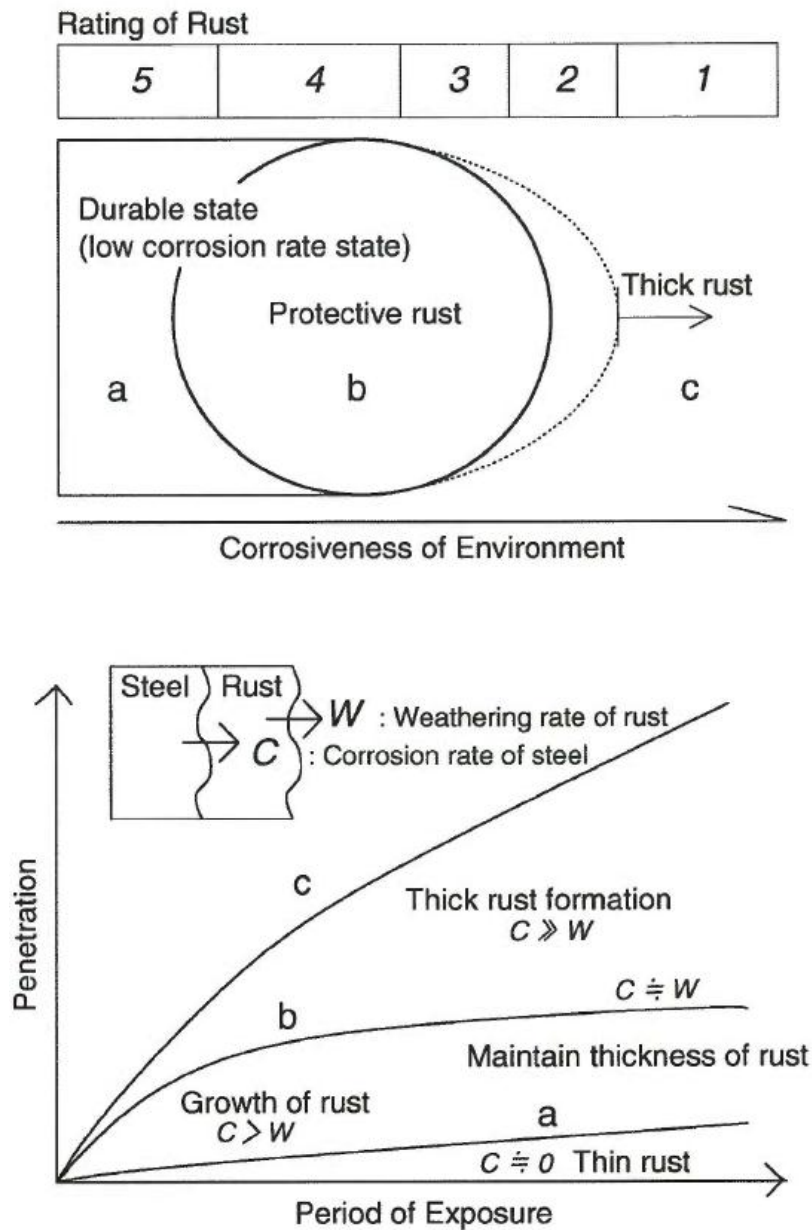 Rating of Rust
5 4 3 2 1
Durable state
(low corrosion rate state)
Thick rust
Protective rust
a b c
Corrosiveness of Environment
Steel Rust
W : Weathering rate of rust
C : Corrosion rate of steel
c
Thick rust formation
C ≫ W
C ≒ W
b
Maintain thickness of rust
Growth of rust
C > W
a
C ≒ 0 Thin rust
Penetration
Period of Exposure